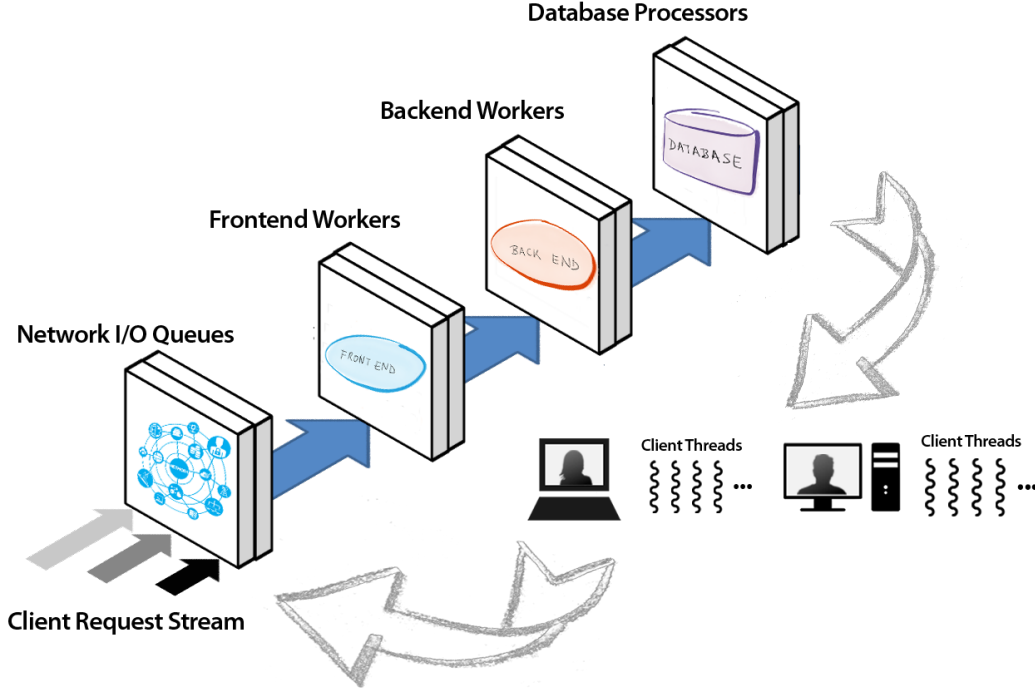 Database Processors
DATABASE
Backend Workers
BACK END
Frontend Workers
FRONT END
Network I/O Queues
Client Request Stream
Client Threads
...
Client Threads
...